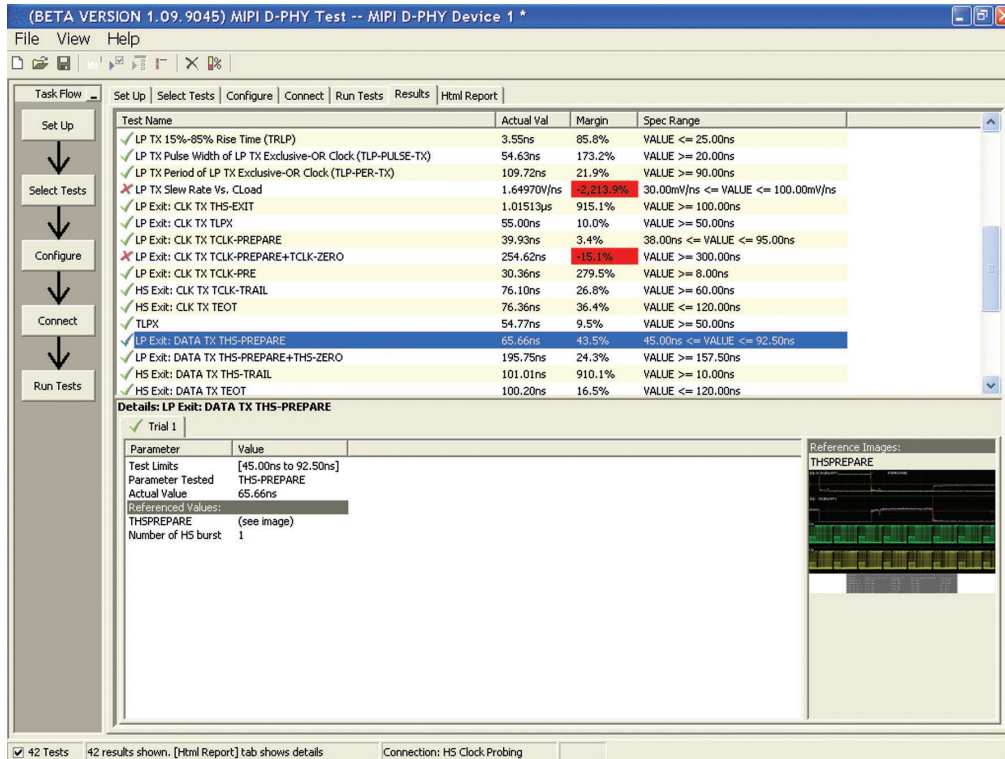 (BETA VERSION 1.09.9045) MIPI D-PHY Test -- MIPI D-PHY Device 1 *
File View Help
Task Flow
Set Up
Select Tests
Configure
Connect
Run Tests
Set Up Select Tests Configure Connect Run Tests Results Html Report
Test Name Actual Val Margin Spec Range
LP TX 15%-85% Rise Time (TRLP) 3.55ns 85.8% VALUE <= 25.00ns
LP TX Pulse Width of LP TX Exclusive-OR Clock (TLP-PULSE-TX) 54.63ns 173.2% VALUE >= 20.00ns
LP TX Period of LP TX Exclusive-OR Clock (TLP-PER-TX) 109.72ns 21.9% VALUE >= 90.00ns
LP TX Slew Rate Vs. CLoad 1.64970V/ns -2,213.9% 30.00mV/ns <= VALUE <= 100.00mV/ns
LP Exit: CLK TX THS-EXIT 1.01513µs 915.1% VALUE >= 100.00ns
LP Exit: CLK TX TLPX 55.00ns 10.0% VALUE >= 50.00ns
LP Exit: CLK TX TCLK-PREPARE 39.93ns 3.4% 38.00ns <= VALUE <= 95.00ns
LP Exit: CLK TX TCLK-PREPARE+TCLK-ZERO 254.62ns -15.1% VALUE >= 300.00ns
LP Exit: CLK TX TCLK-PRE 30.36ns 279.5% VALUE >= 8.00ns
HS Exit: CLK TX TCLK-TRAIL 76.10ns 26.8% VALUE >= 60.00ns
HS Exit: CLK TX TEOT 76.36ns 36.4% VALUE <= 120.00ns
TLPX 54.77ns 9.5% VALUE >= 50.00ns
LP Exit: DATA TX THS-PREPARE 65.66ns 43.5% 45.00ns <= VALUE <= 92.50ns
LP Exit: DATA TX THS-PREPARE+THS-ZERO 195.75ns 24.3% VALUE >= 157.50ns
HS Exit: DATA TX THS-TRAIL 101.01ns 910.1% VALUE >= 10.00ns
HS Exit: DATA TX TEOT 100.20ns 16.5% VALUE <= 120.00ns
Details: LP Exit: DATA TX THS-PREPARE
Trial 1
Parameter Value
Test Limits [45.00ns to 92.50ns]
Parameter Tested THS-PREPARE
Actual Value 65.66ns
Referenced Values:
THSPREPARE (see image)
Number of HS burst 1
Reference Images:
THSPREPARE
42 Tests 42 results shown. [Html Report] tab shows details Connection: HS Clock Probing